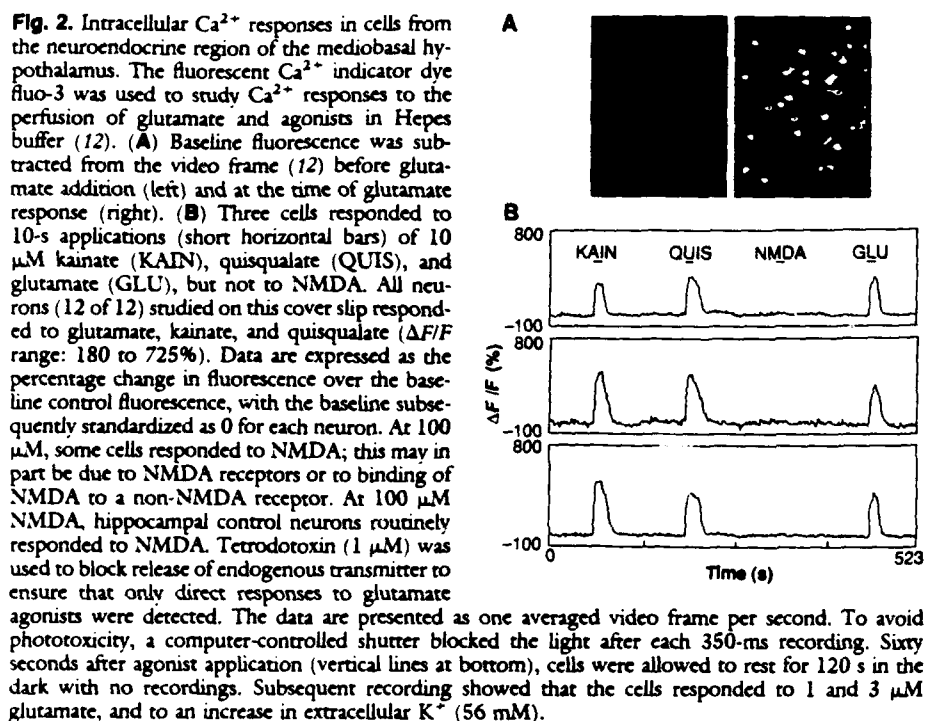 Fig. 2. Intracellular Ca²⁺ responses in cells from
the neuroendocrine region of the mediobasal hy-
pothalamus. The fluorescent Ca²⁺ indicator dye
fluo-3 was used to study Ca²⁺ responses to the
perfusion of glutamate and agonists in Hepes
buffer (12). (A) Baseline fluorescence was sub-
tracted from the video frame (12) before gluta-
mate addition (left) and at the time of glutamate
response (right). (B) Three cells responded to
10-s applications (short horizontal bars) of 10
μM kainate (KAIN), quisqualate (QUIS), and
glutamate (GLU), but not to NMDA. All neu-
rons (12 of 12) studied on this cover slip respond-
ed to glutamate, kainate, and quisqualate (ΔF/F
range: 180 to 725%). Data are expressed as the
percentage change in fluorescence over the base-
line control fluorescence, with the baseline subse-
quently standardized as 0 for each neuron. At 100
μM, some cells responded to NMDA; this may in
part be due to NMDA receptors or to binding of
NMDA to a non-NMDA receptor. At 100 μM
NMDA, hippocampal control neurons routinely
responded to NMDA. Tetrodotoxin (1 μM) was
used to block release of endogenous transmitter to
ensure that only direct responses to glutamate
agonists were detected. The data are presented as one averaged video frame per second. To avoid
phototoxicity, a computer-controlled shutter blocked the light after each 350-ms recording. Sixty
seconds after agonist application (vertical lines at bottom), cells were allowed to rest for 120 s in the
dark with no recordings. Subsequent recording showed that the cells responded to 1 and 3 μM
glutamate, and to an increase in extracellular K⁺ (56 mM).
A
B
800
KAIN QUIS NMDA GLU
-100
800
ΔF/F (%)
-100
800
-100
0 523
Time (s)